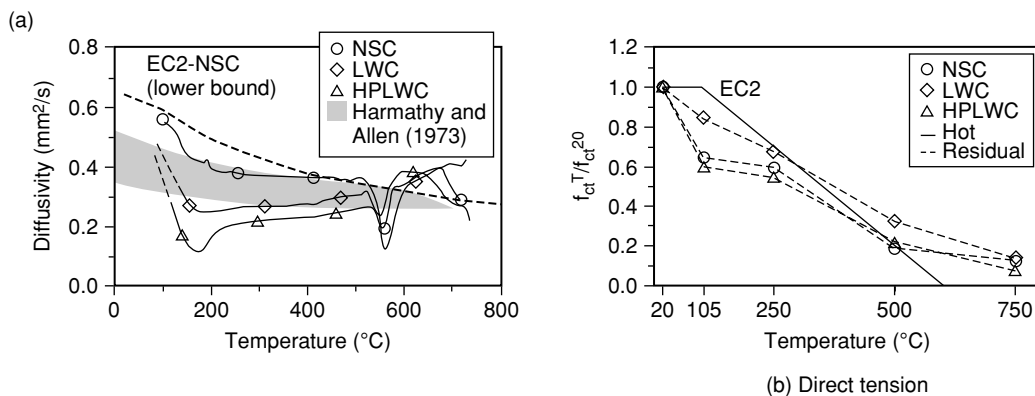 (a)
0.8
0.6
0.4
0.2
0.0
Diffusivity (mm²/s)
EC2-NSC
(lower bound)
NSC
LWC
HPLWC
Harmathy and
Allen (1973)
0 200 400 600 800
Temperature (°C)
1.2
1.0
0.8
0.6
0.4
0.2
0.0
f_ct^T/f_ct^20
EC2
NSC
LWC
HPLWC
Hot
Residual
20 105 250 500 750
Temperature (°C)
(b) Direct tension